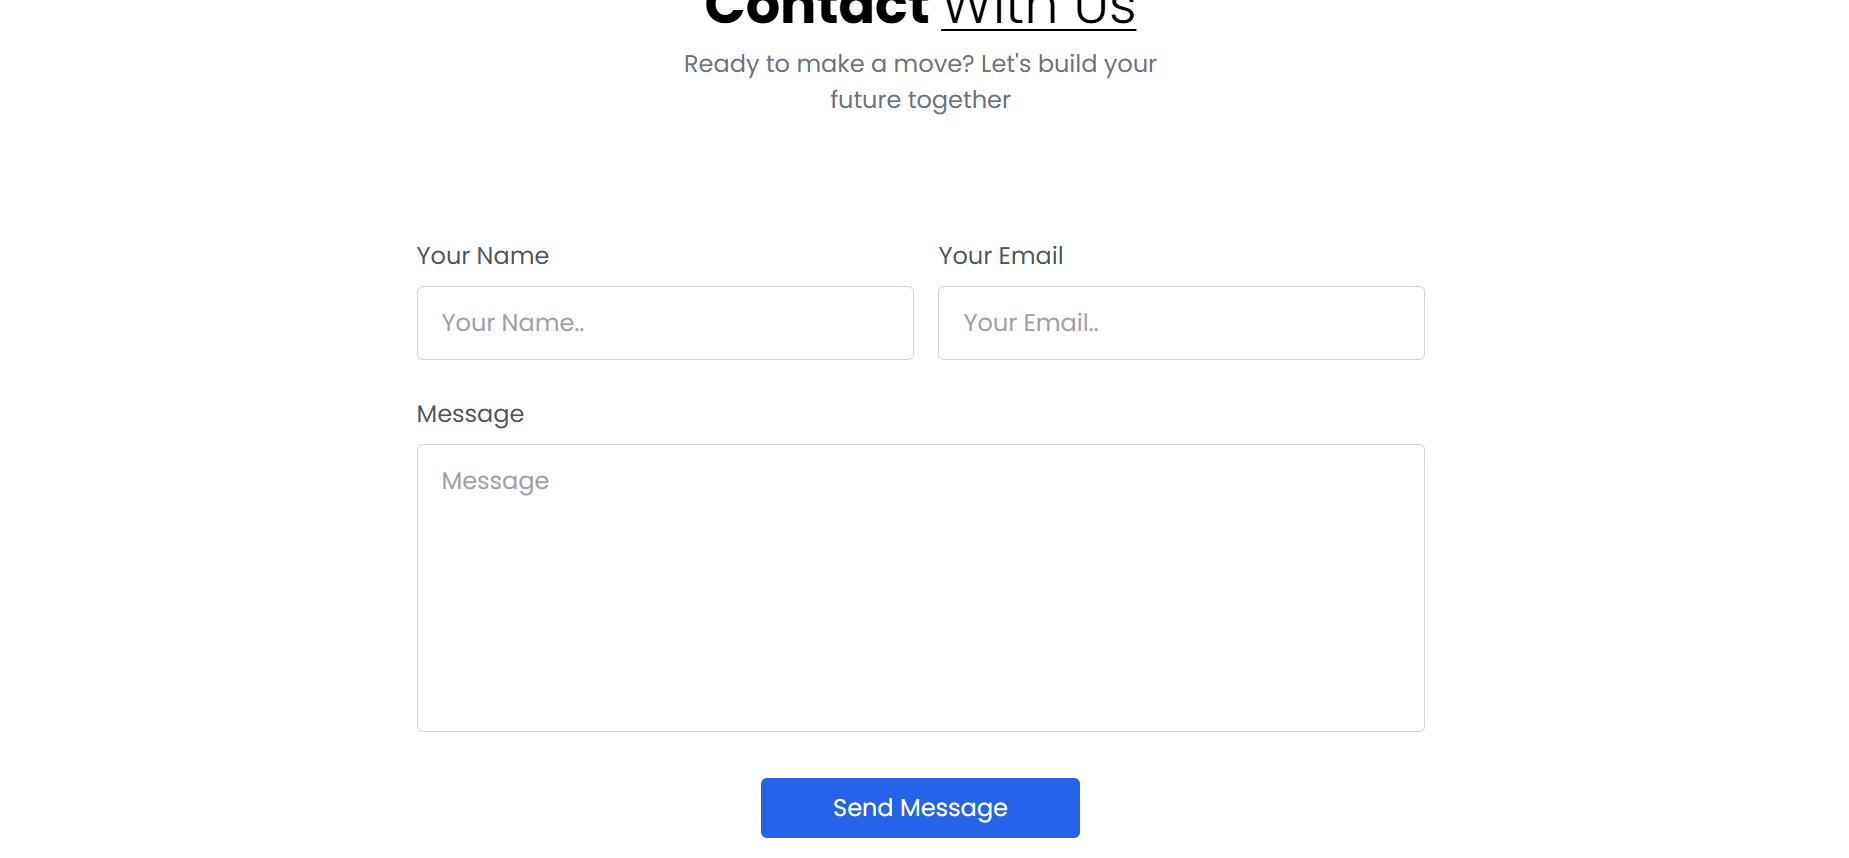 Contact With Us
Ready to make a move? Let's build your
future together
Your Name
Your Email
Your Name..
Your Email..
Message
Message
Send Message